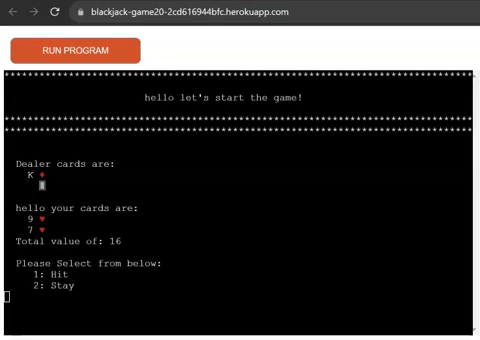 blackjack-game20-2cd616944bfc.herokuapp.com
RUN PROGRAM
********************************************************************************
hello let's start the game!
********************************************************************************
********************************************************************************
Dealer cards are:
K ♦
hello your cards are:
9 ♥
7 ♥
Total value of: 16
Please Select from below:
1: Hit
2: Stay